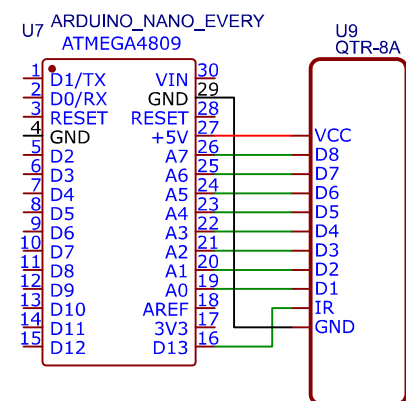 U7 ARDUINO_NANO_EVERY
ATMEGA4809
1 D1/TX VIN 30
2 D0/RX GND 29
3 RESET RESET 28
4 GND +5V 27
5 D2 A7 26
6 D3 A6 25
7 D4 A5 24
8 D5 A4 23
9 D6 A3 22
10 D7 A2 21
11 D8 A1 20
12 D9 A0 19
13 D10 AREF 18
14 D11 3V3 17
15 D12 D13 16
U9
QTR-8A
VCC
D8
D7
D6
D5
D4
D3
D2
D1
IR
GND